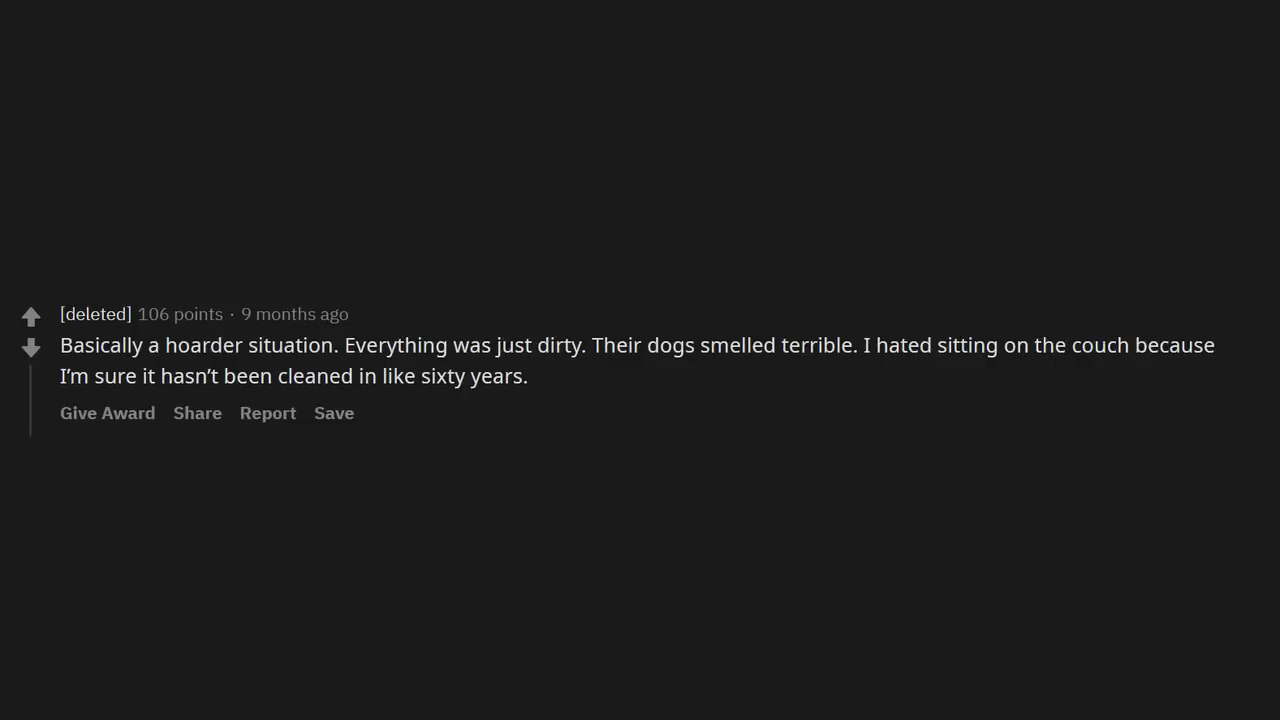 [deleted] 106 points · 9 months ago
Basically a hoarder situation. Everything was just dirty. Their dogs smelled terrible. I hated sitting on the couch because
I’m sure it hasn’t been cleaned in like sixty years.
Give Award Share Report Save